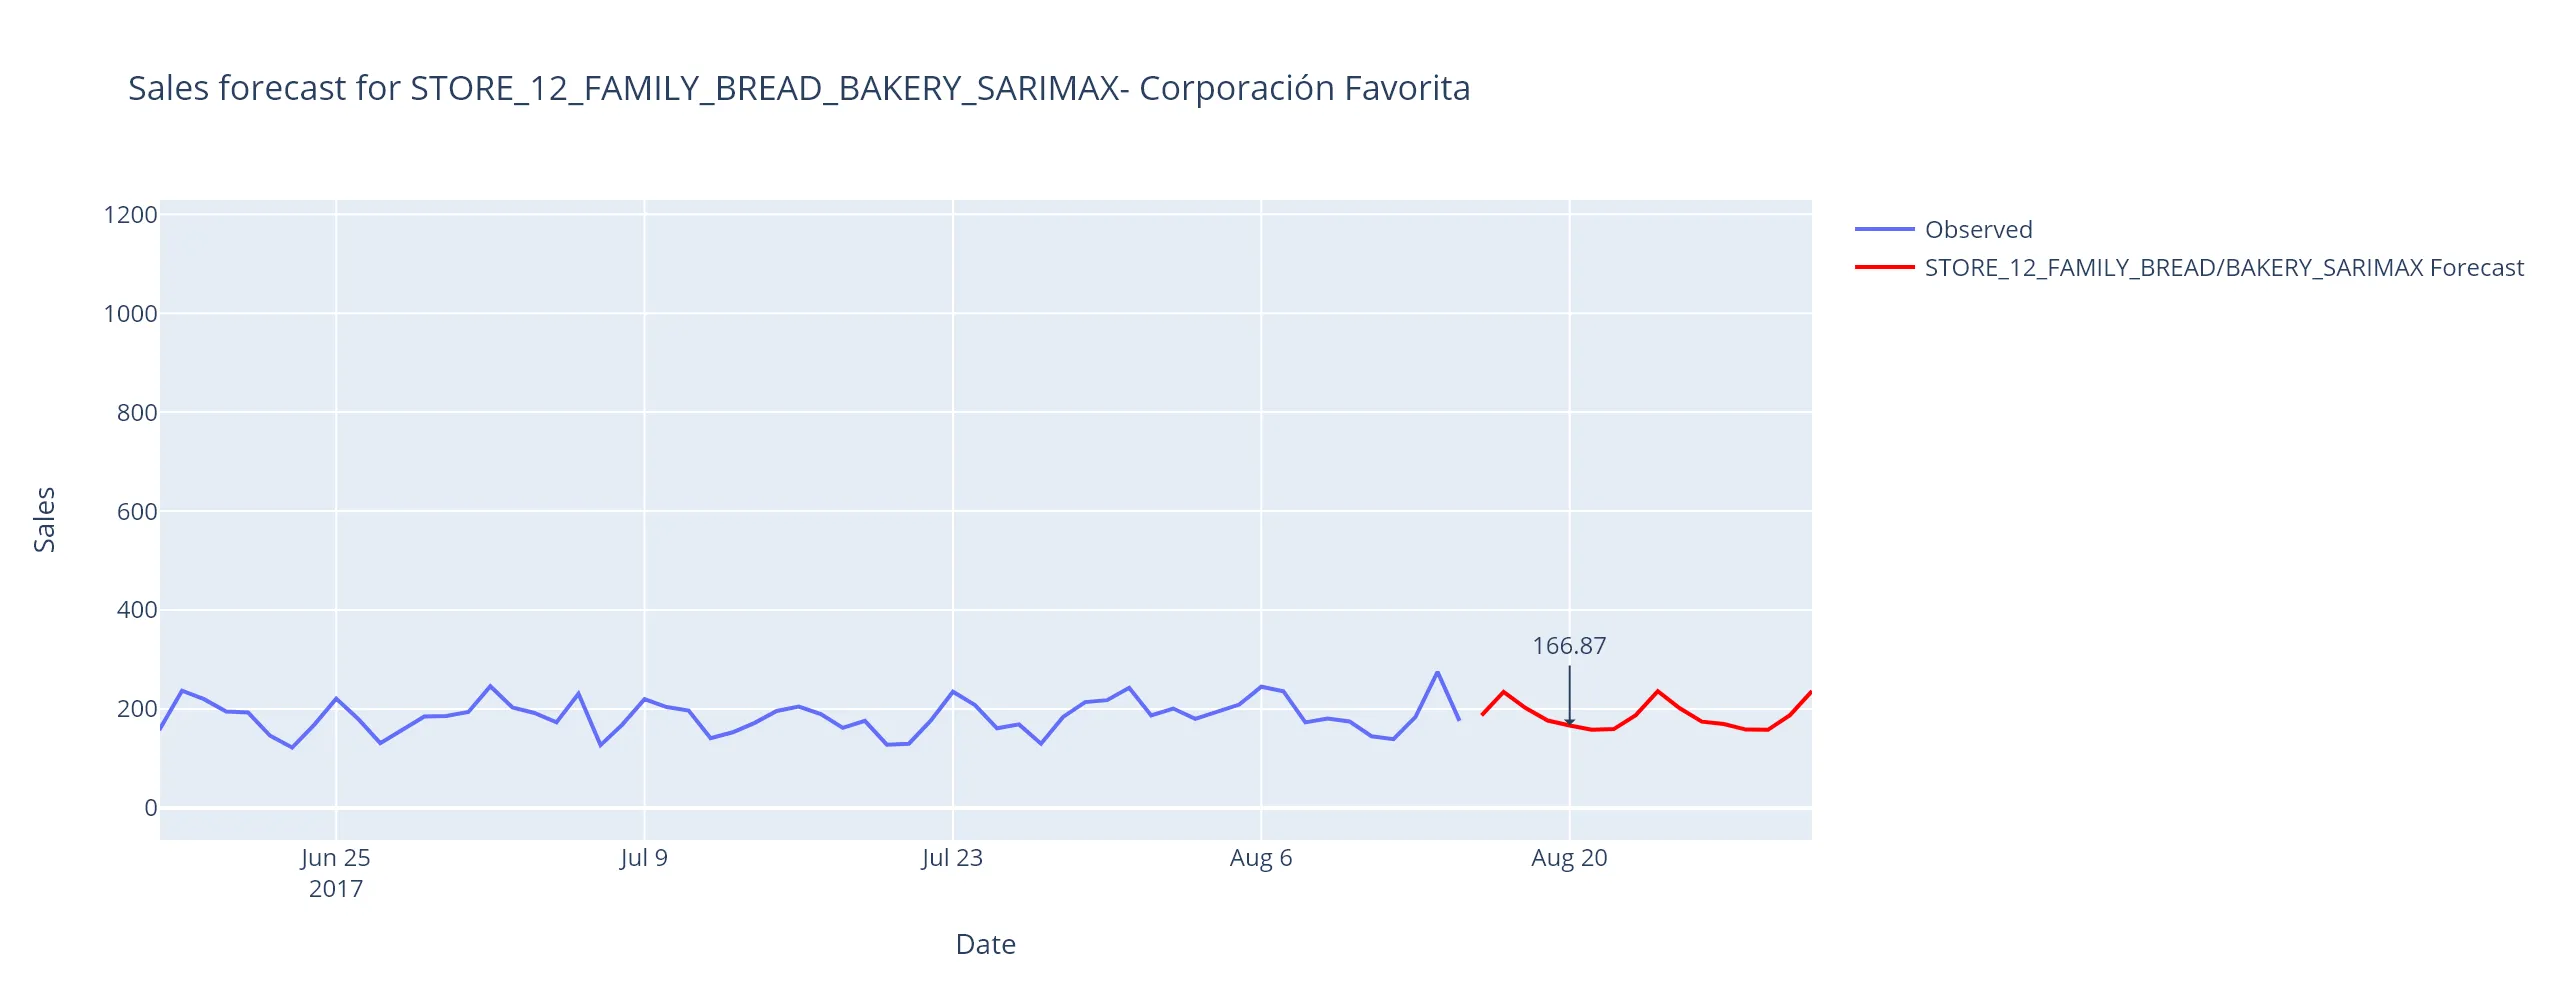 Sales forecast for STORE_12_FAMILY_BREAD_BAKERY_SARIMAX- Corporación Favorita
Observed
STORE_12_FAMILY_BREAD/BAKERY_SARIMAX Forecast
1200
1000
800
600
400
200
0
Sales
166.87
Jun 25
2017
Jul 9
Jul 23
Aug 6
Aug 20
Date